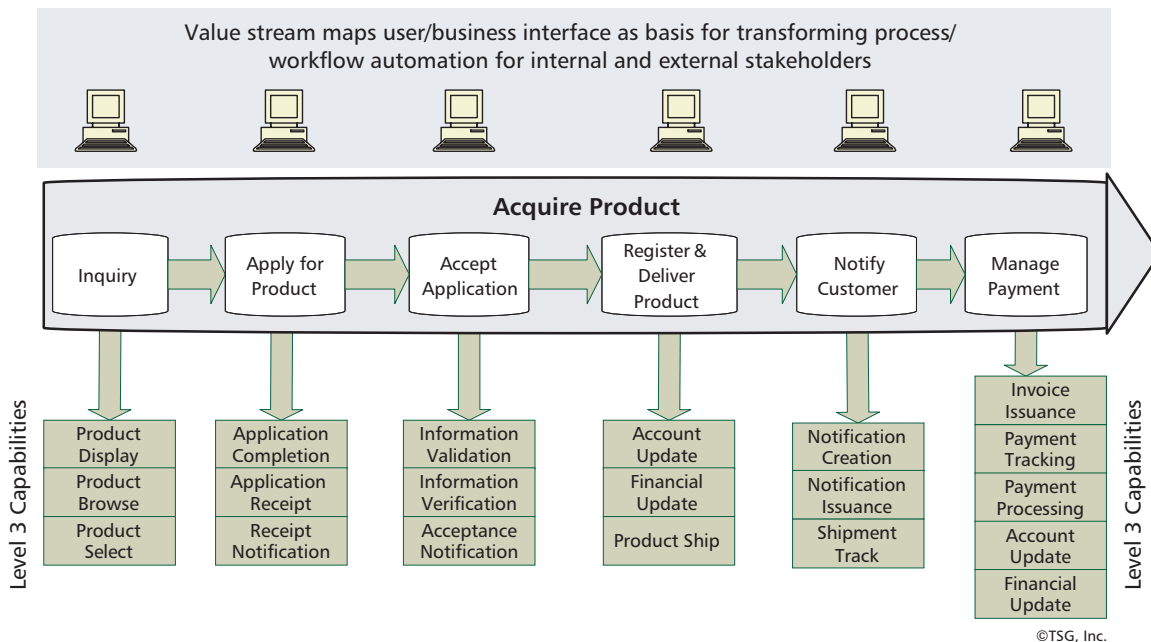 Value stream maps user/business interface as basis for transforming process/
workflow automation for internal and external stakeholders
Acquire Product
Inquiry
Apply for
Product
Accept
Application
Register &
Deliver
Product
Notify
Customer
Manage
Payment
Level 3 Capabilities
Product
Display
Product
Browse
Product
Select
Application
Completion
Application
Receipt
Receipt
Notification
Information
Validation
Information
Verification
Acceptance
Notification
Account
Update
Financial
Update
Product Ship
Notification
Creation
Notification
Issuance
Shipment
Track
Invoice
Issuance
Payment
Tracking
Payment
Processing
Account
Update
Financial
Update
Level 3 Capabilities
©TSG, Inc.